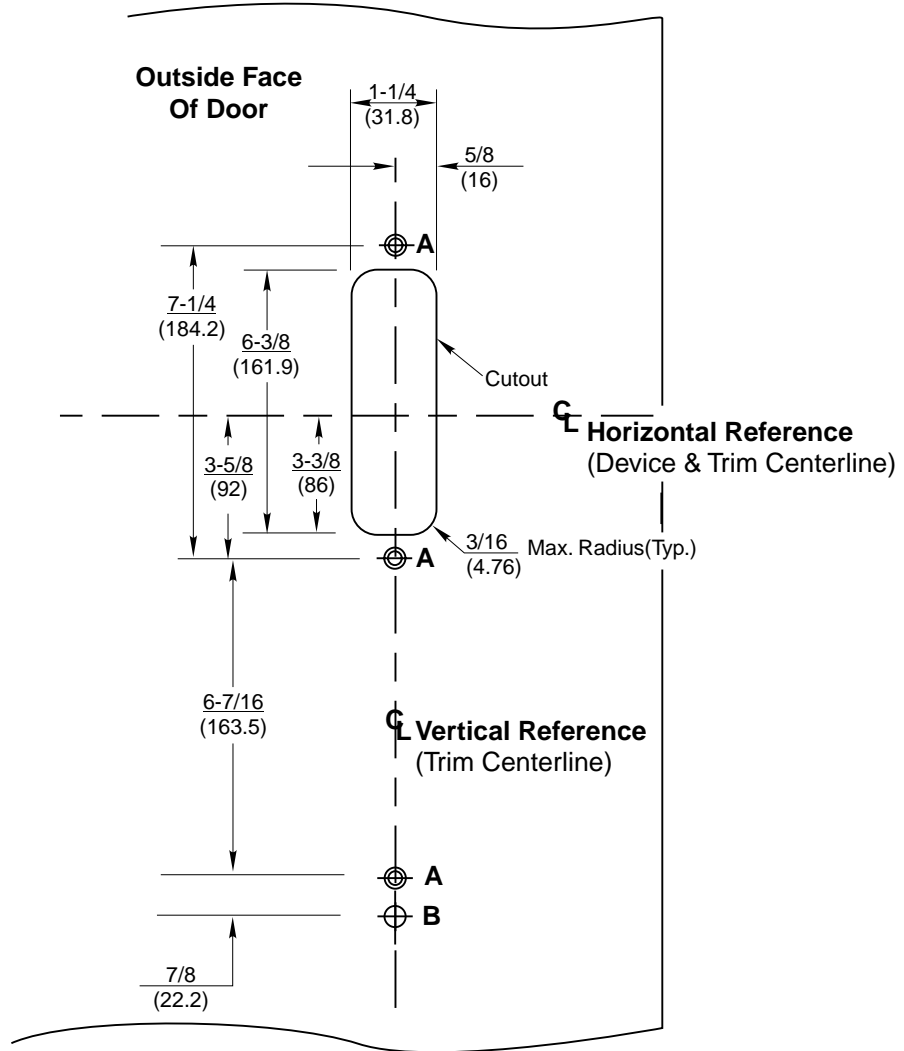 Outside Face
Of Door
1-1/4
(31.8)
5/8
(16)
A
7-1/4
(184.2)
6-3/8
(161.9)
Cutout
CL Horizontal Reference
(Device & Trim Centerline)
3-5/8
(92)
3-3/8
(86)
3/16 Max. Radius(Typ.)
(4.76)
A
6-7/16
(163.5)
CL Vertical Reference
(Trim Centerline)
A
B
7/8
(22.2)